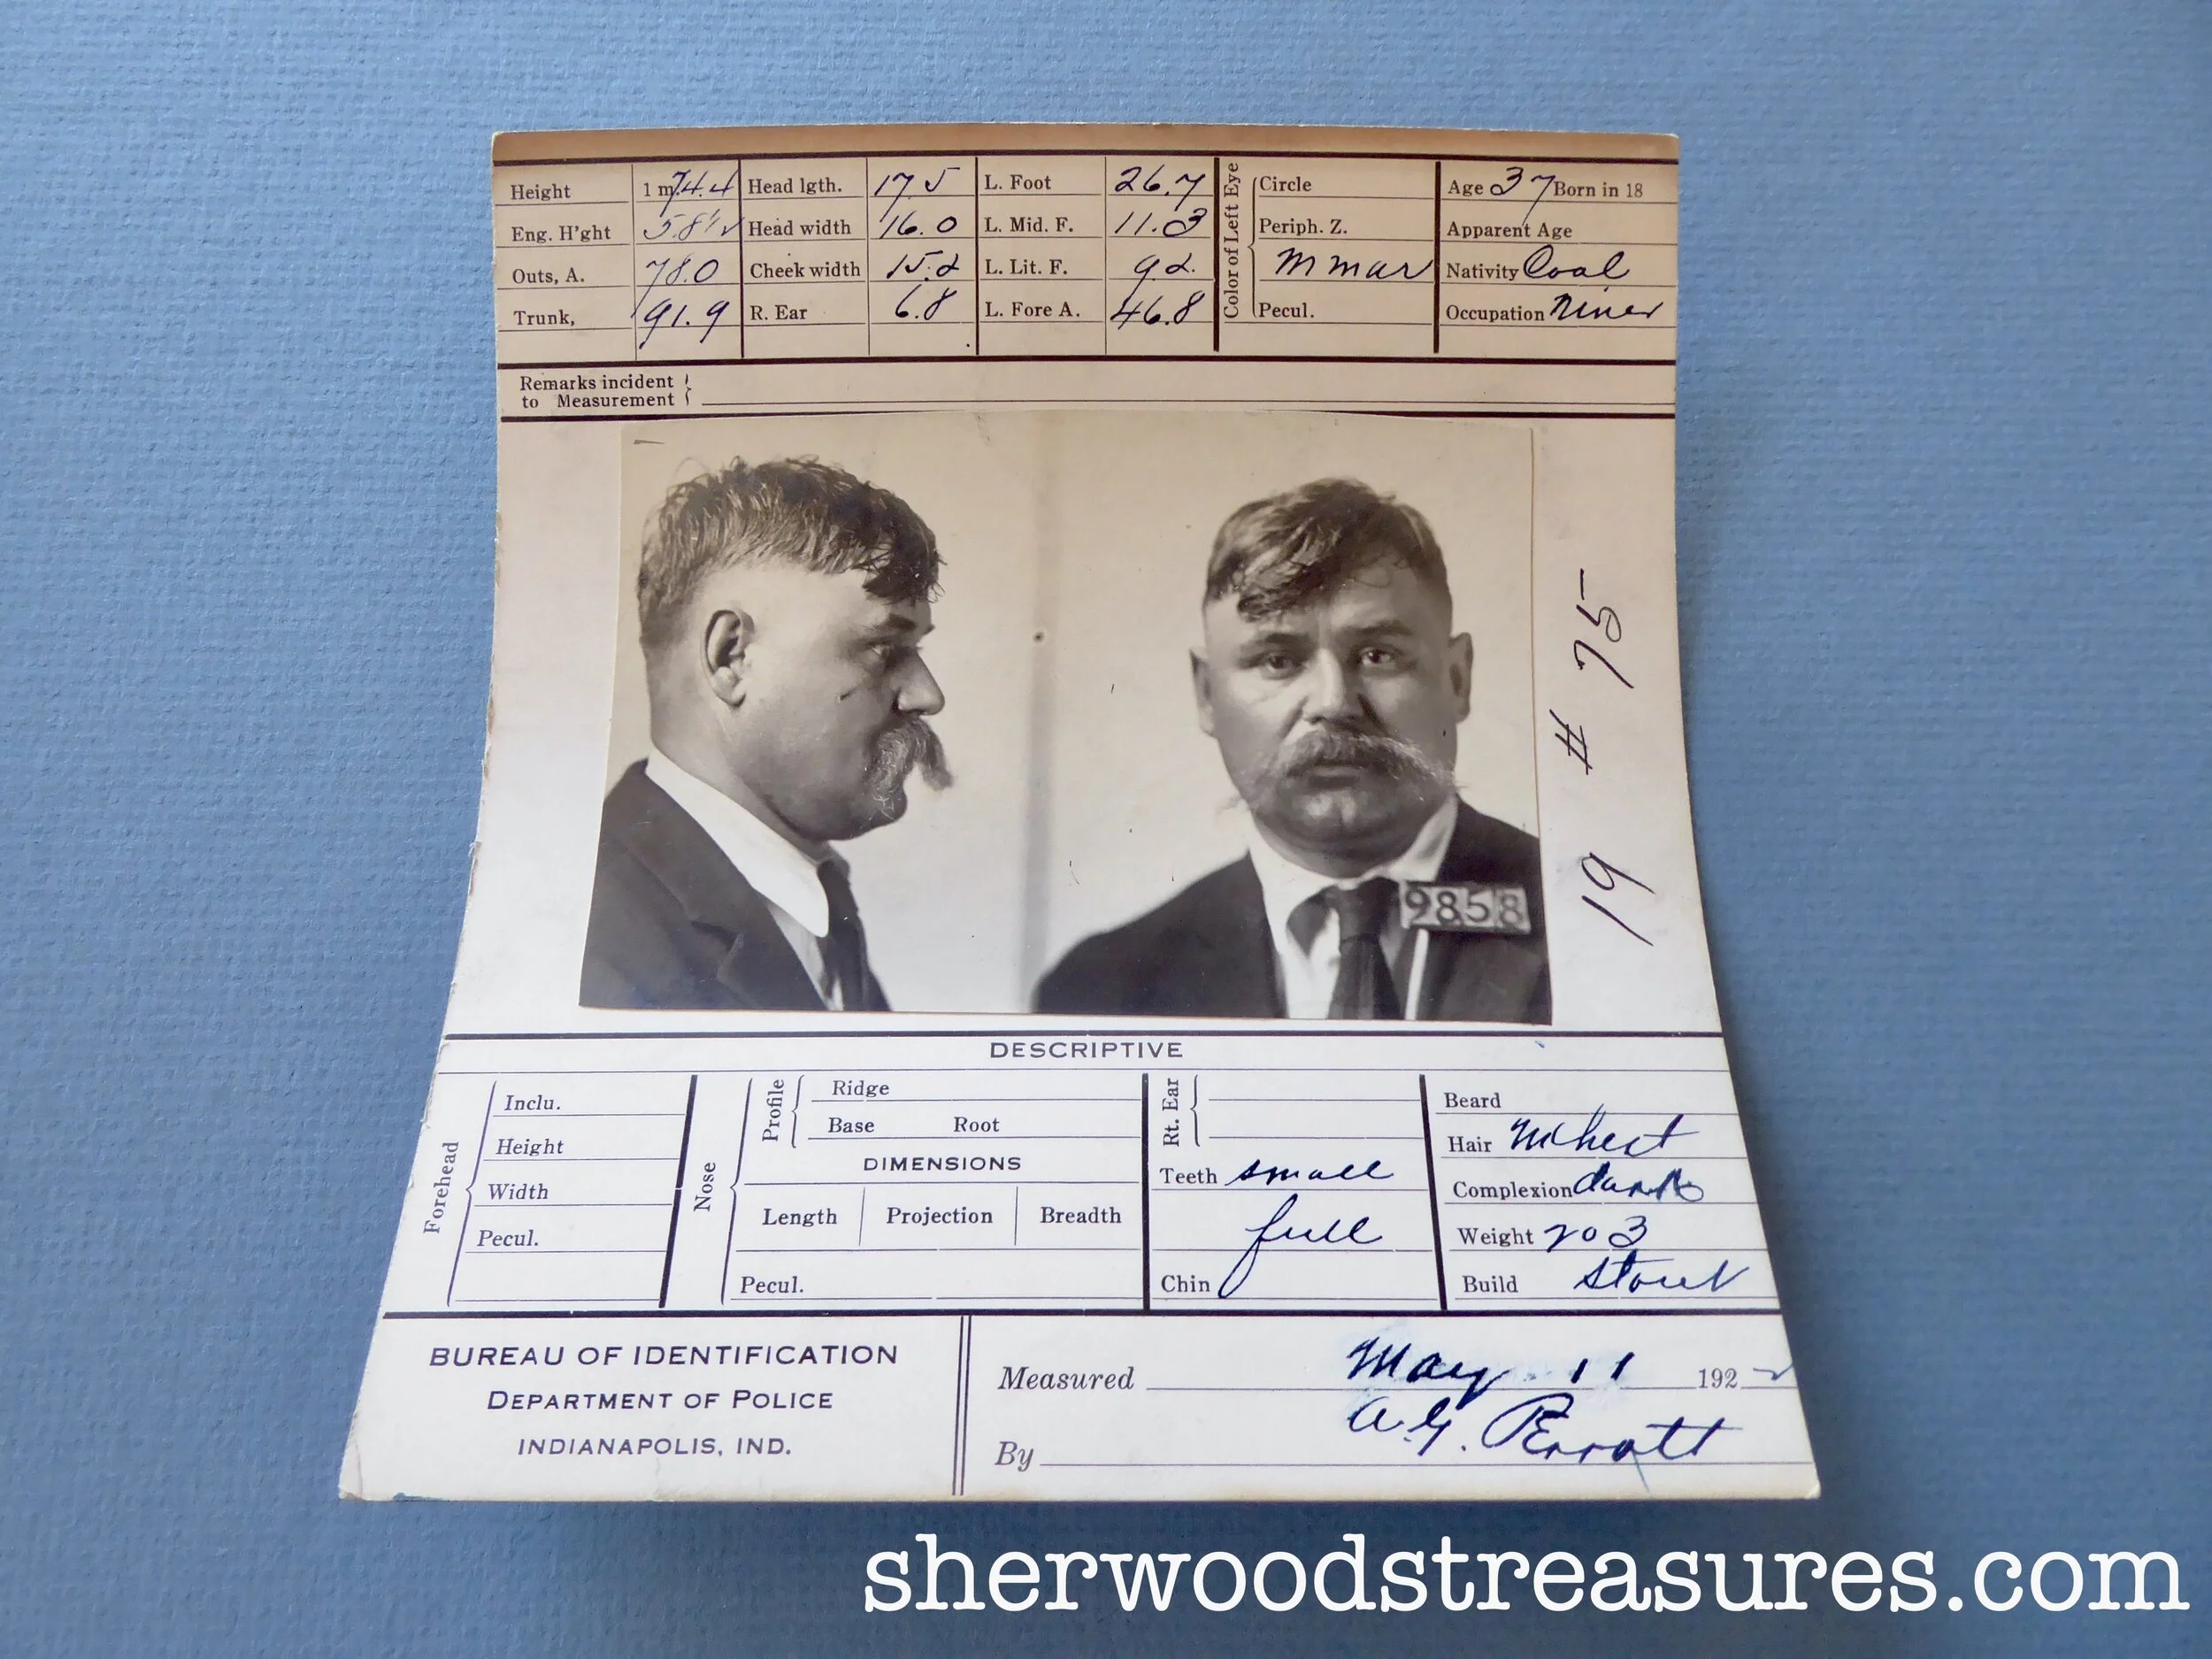 Height 1 m 74.4 Head lgth. 17 5 L. Foot 26.7 Circle Age 37 Born in 18
Eng. H'ght 5.8½ Head width 16.0 L. Mid. F. 11.3 Periph. Z. Apparent Age
Outs, A. 78.0 Cheek width 15.2 L. Lit. F. 9 2. M mar Nativity Coal
Trunk, 91.9 R. Ear 6.8 L. Fore A. 46.8 Pecul. Occupation Miner
Color of Left Eye
Remarks incident
to Measurement
9858
19 # 75
DESCRIPTIVE
Forehead
Inclu.
Height
Width
Pecul.
Nose
Profile
Ridge
Base Root
DIMENSIONS
Length Projection Breadth
Pecul.
Rt. Ear
Teeth small
full
Chin
Beard
Hair M Chest
Complexion dark
Weight 203
Build Stout
BUREAU OF IDENTIFICATION
DEPARTMENT OF POLICE
INDIANAPOLIS, IND.
Measured May 11 1922
By A.G. Perrott
sherwoodstreasures.com